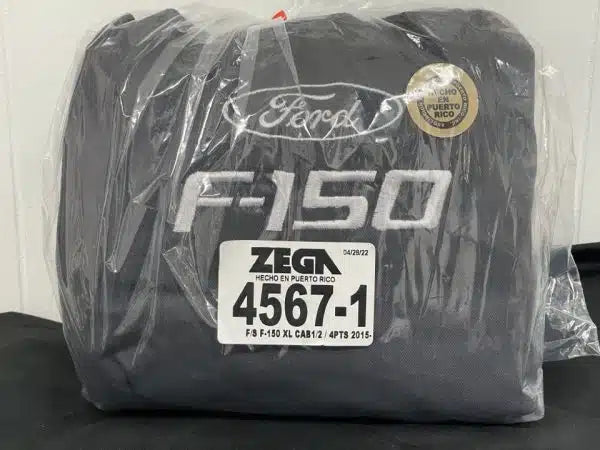 Ford
HECHO
EN
PUERTO
RICO
F-150
ZEGA
04/29/22
HECHO EN PUERTO RICO
4567-1
F/S F-150 XL CAB1/2 / 4PTS 2015-